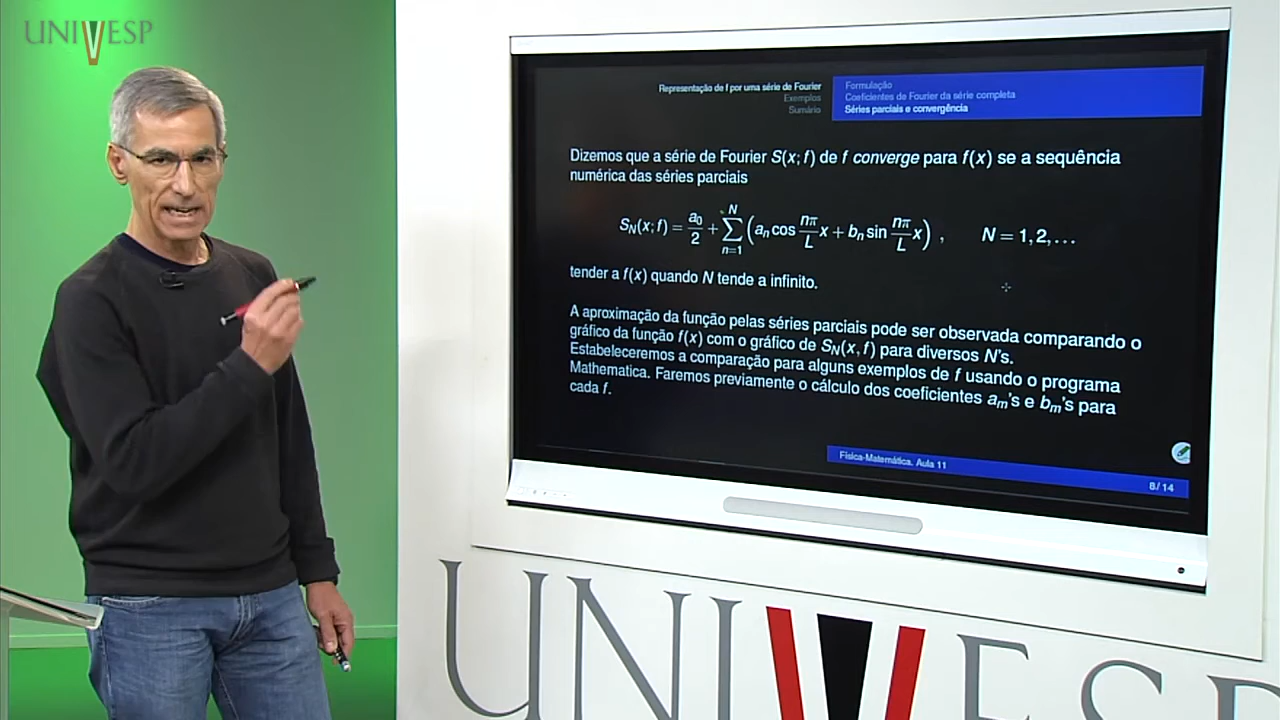 UNIVESP
Representação de f por uma série de Fourier
Exemplos
Sumário
Formulação
Coeficientes de Fourier da série completa
Séries parciais e convergência
Dizemos que a série de Fourier S(x; f) de f converge para f(x) se a sequência
numérica das séries parciais
S_N(x; f) = a_0/2 + ∑_{n=1}^{N} (a_n cos nπ/L x + b_n sin nπ/L x) , N = 1, 2, …
tender a f(x) quando N tende a infinito.
A aproximação da função pelas séries parciais pode ser observada comparando o
gráfico da função f(x) com o gráfico de S_N(x, f) para diversos N's.
Estabeleceremos a comparação para alguns exemplos de f usando o programa
Mathematica. Faremos previamente o cálculo dos coeficientes a_m's e b_m's para
cada f.
Física-Matemática. Aula 11
8/ 14
UNIVESP